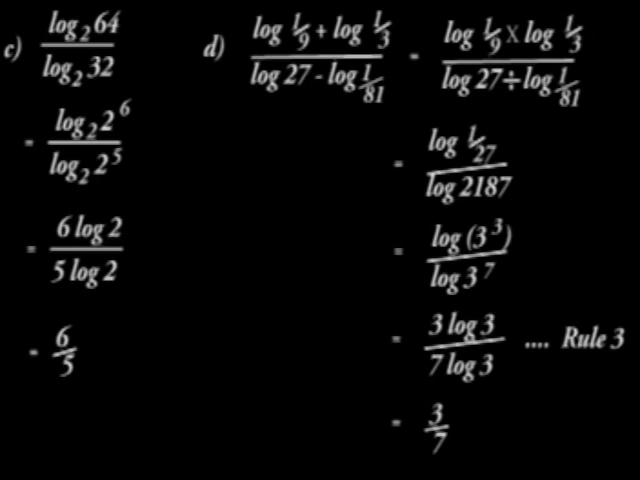 c) log₂64 / log₂32
= log₂2⁶ / log₂2⁵
= 6 log 2 / 5 log 2
= 6/5
d) log 1/9 + log 1/3 / log 27 - log 1/81 = log 1/9 x log 1/3 / log 27 ÷ log 1/81
= log 1/27 / log 2187
= log (3³) / log 3⁷
= 3 log 3 / 7 log 3 .... Rule 3
= 3/7